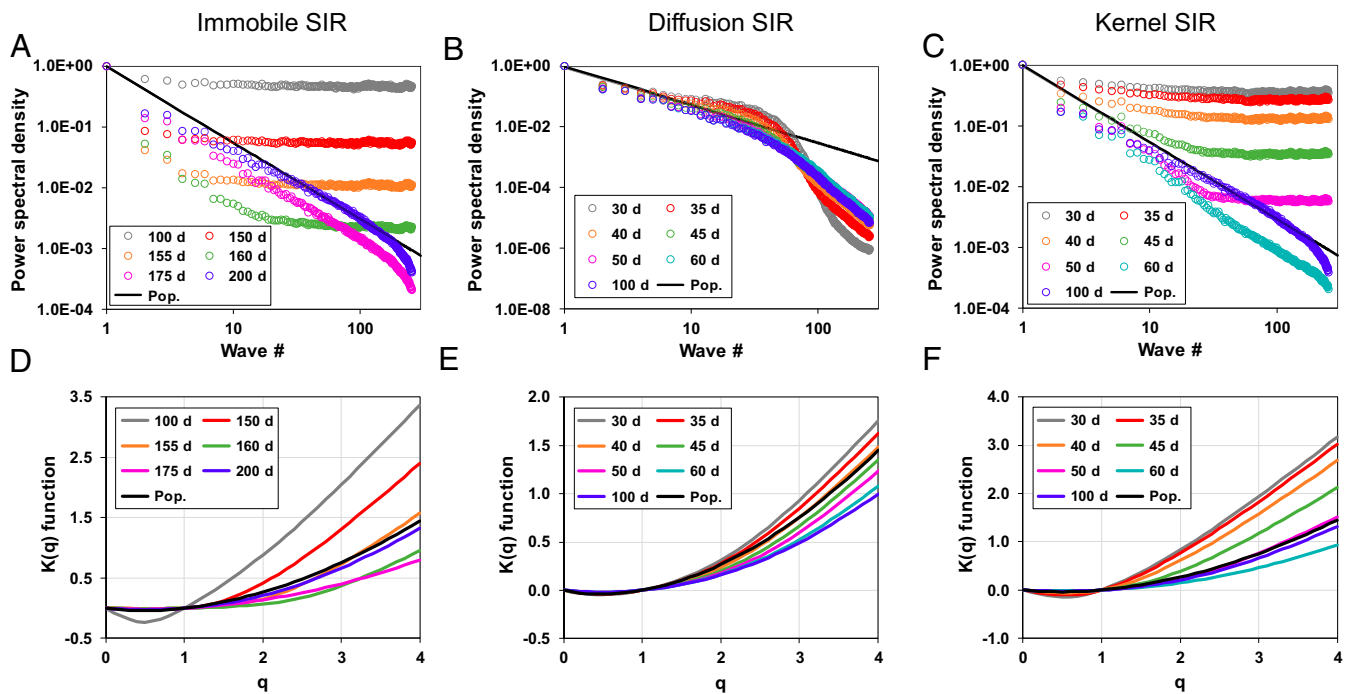 Immobile SIR
Diffusion SIR
Kernel SIR
A
1.0E+00
1.0E-01
1.0E-02
1.0E-03
1.0E-04
Power spectral density
100 d 150 d
155 d 160 d
175 d 200 d
Pop.
1 10 100
Wave #
B
1.0E+00
1.0E-02
1.0E-04
1.0E-06
1.0E-08
Power spectral density
30 d 35 d
40 d 45 d
50 d 60 d
100 d Pop.
1 10 100
Wave #
C
1.0E+00
1.0E-01
1.0E-02
1.0E-03
1.0E-04
Power spectral density
30 d 35 d
40 d 45 d
50 d 60 d
100 d Pop.
1 10 100
Wave #
D
3.5
2.5
1.5
0.5
-0.5
K(q) function
100 d 150 d
155 d 160 d
175 d 200 d
Pop.
0 1 2 3 4
q
E
2.0
1.5
1.0
0.5
0.0
-0.5
K(q) function
30 d 35 d
40 d 45 d
50 d 60 d
100 d Pop.
0 1 2 3 4
q
F
4.0
3.0
2.0
1.0
0.0
-1.0
K(q) function
30 d 35 d
40 d 45 d
50 d 60 d
100 d Pop.
0 1 2 3 4
q